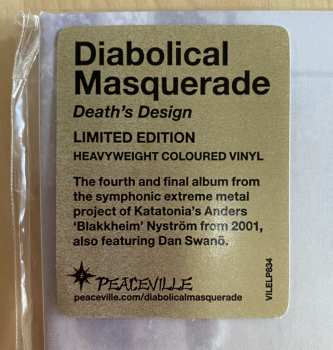 Diabolical
Masquerade
Death's Design
LIMITED EDITION
HEAVYWEIGHT COLOURED VINYL
The fourth and final album from
the symphonic extreme metal
project of Katatonia's Anders
'Blakkheim' Nyström from 2001,
also featuring Dan Swanö.
PEACEVILLE
peaceville.com/diabolicalmasquerade
VILELP834